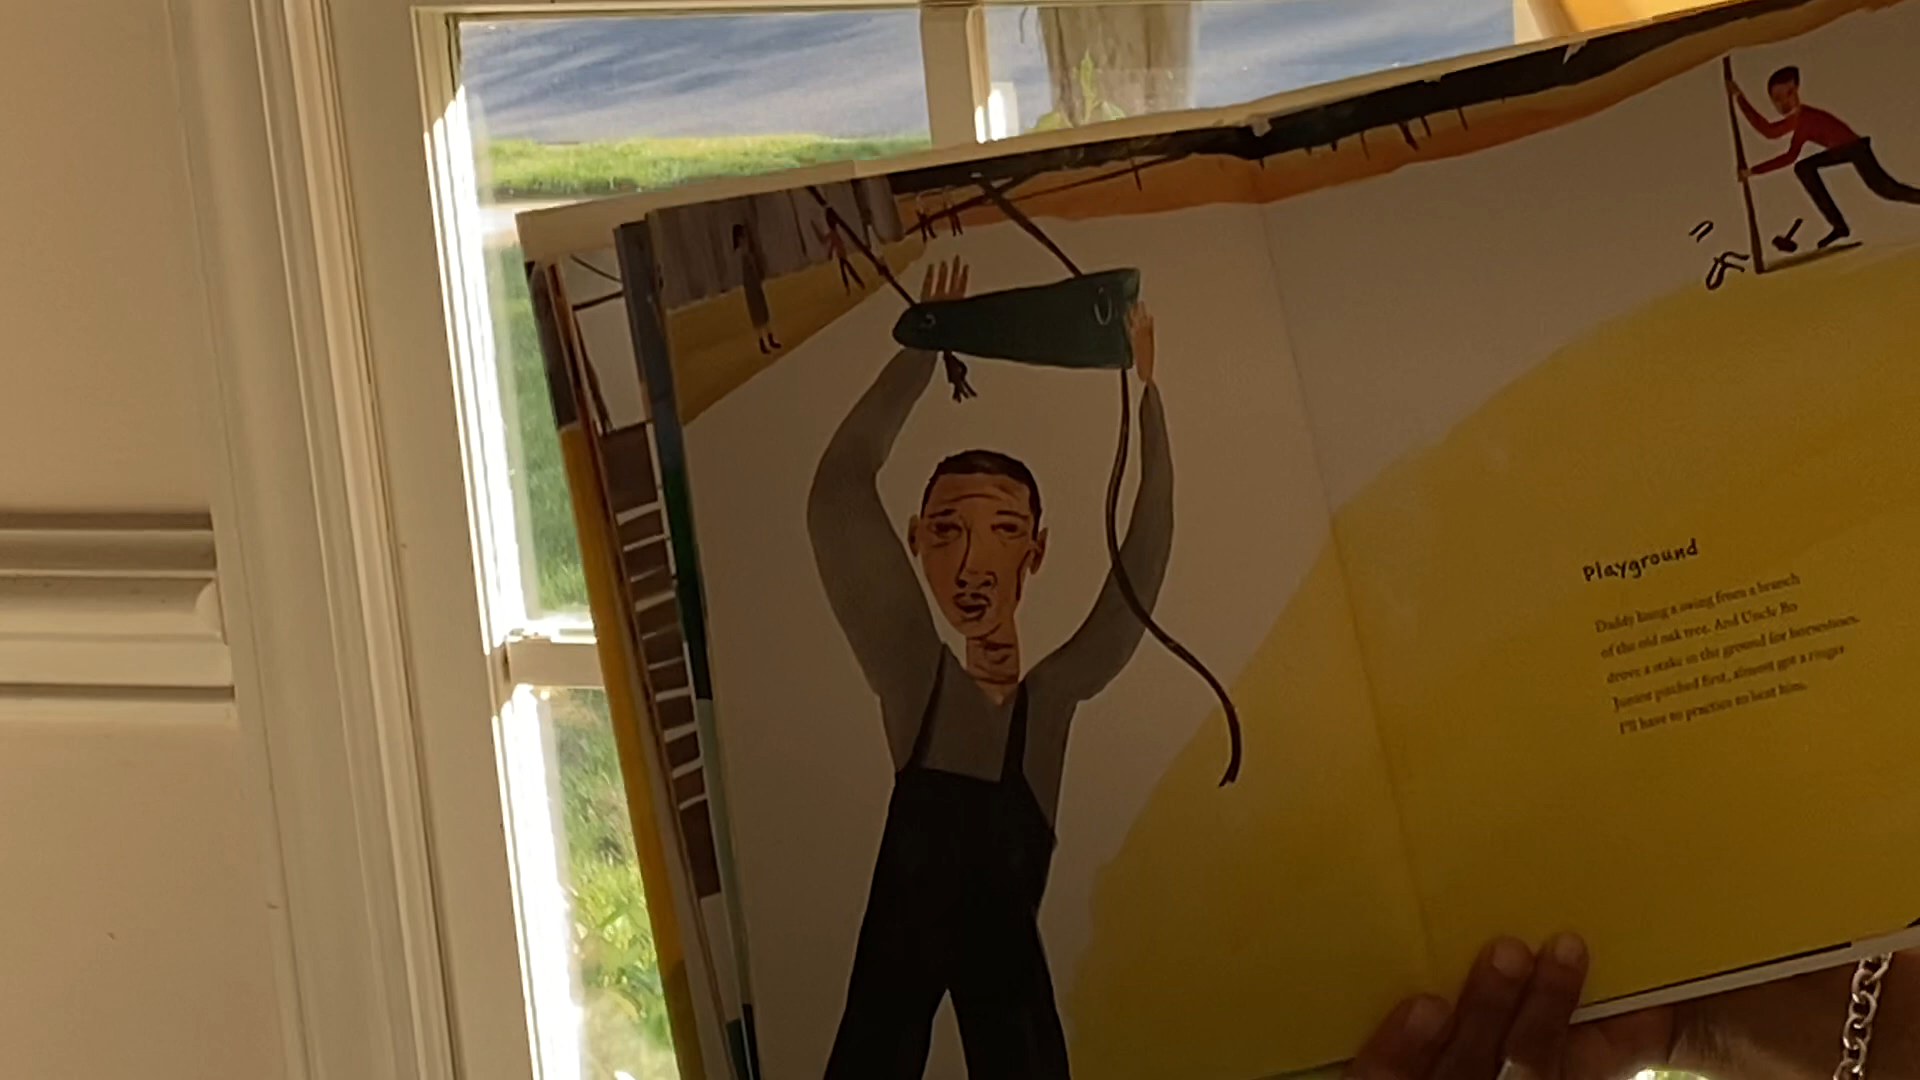 Playground
Daddy hung a swing from a branch
of the old oak tree. And Uncle Bo
drove a stake in the ground for horseshoes.
Junior pitched first, almost got a ringer
I'll have to practice to beat him.